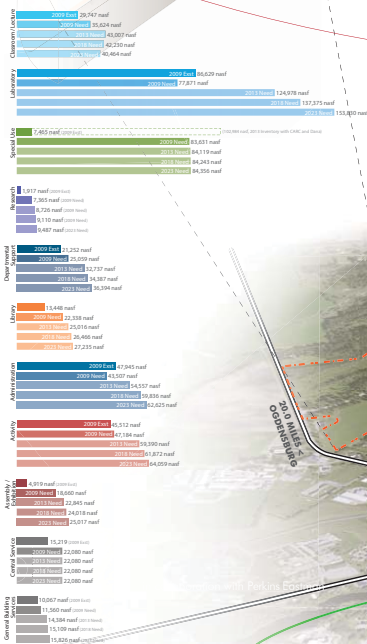 Classroom / Lecture
2009 Exist 29,747 nasf
2009 Need 35,624 nasf
2013 Need 45,007 nasf
2018 Need 42,230 nasf
2023 Need 40,464 nasf
Laboratory
2009 Exist 86,629 nasf
2009 Need 77,871 nasf
2013 Need 124,978 nasf
2018 Need 137,375 nasf
2023 Need 153,850 nasf
Special Use
7,465 nasf (2009 Exist)
2009 Need 83,631 nasf
2013 Need 84,119 nasf
2018 Need 84,243 nasf
2023 Need 84,356 nasf
Research
1,917 nasf (2009 Exist)
7,365 nasf (2009 Need)
8,726 nasf (2013 Need)
9,110 nasf (2018 Need)
9,487 nasf (2023 Need)
Departmental
Support
2009 Exist 21,252 nasf
2009 Need 25,039 nasf
2013 Need 32,737 nasf
2018 Need 34,387 nasf
2023 Need 36,394 nasf
Library
13,448 nasf
2009 Need 22,338 nasf
2013 Need 25,016 nasf
2018 Need 26,466 nasf
2023 Need 27,235 nasf
Administration
2009 Exist 47,945 nasf
2009 Need 43,507 nasf
2013 Need 54,557 nasf
2018 Need 59,836 nasf
2023 Need 62,625 nasf
Activity
2009 Exist 45,512 nasf
2009 Need 47,184 nasf
2013 Need 59,390 nasf
2018 Need 61,872 nasf
2023 Need 64,059 nasf
20.0 MILES <
OGDENSBURG
Assembly /
4,919 nasf (2009 Exist)
2009 Need 18,660 nasf
2013 Need 22,845 nasf
2018 Need 24,018 nasf
2023 Need 25,017 nasf
Central Service
15,219 (2009 Exist)
2009 Need 22,080 nasf
2013 Need 22,080 nasf
2018 Need 22,080 nasf
2023 Need 22,080 nasf
Perkins Eastman
General Building
Services
10,067 nasf (2009 Exist)
11,560 nasf (2009 Need)
14,384 nasf (2013 Need)
15,109 nasf (2018 Need)
15,826 nasf (2023 Need)